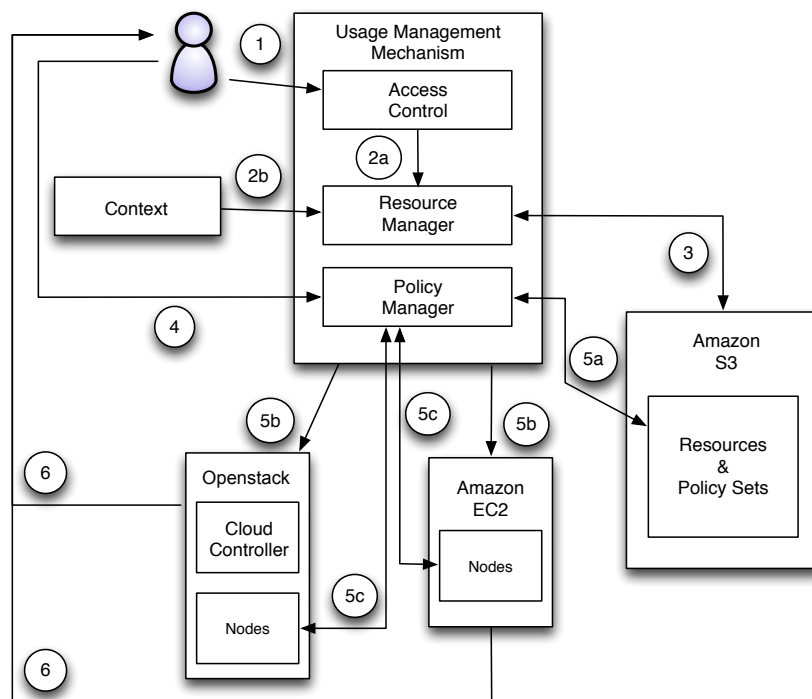 1
Usage Management
Mechanism
Access
Control
2a
2b
Context
Resource
Manager
3
Policy
Manager
4
Amazon
S3
5a
Resources
&
Policy Sets
5b
5c
5b
Openstack
Cloud
Controller
Nodes
Amazon
EC2
Nodes
6
5c
6